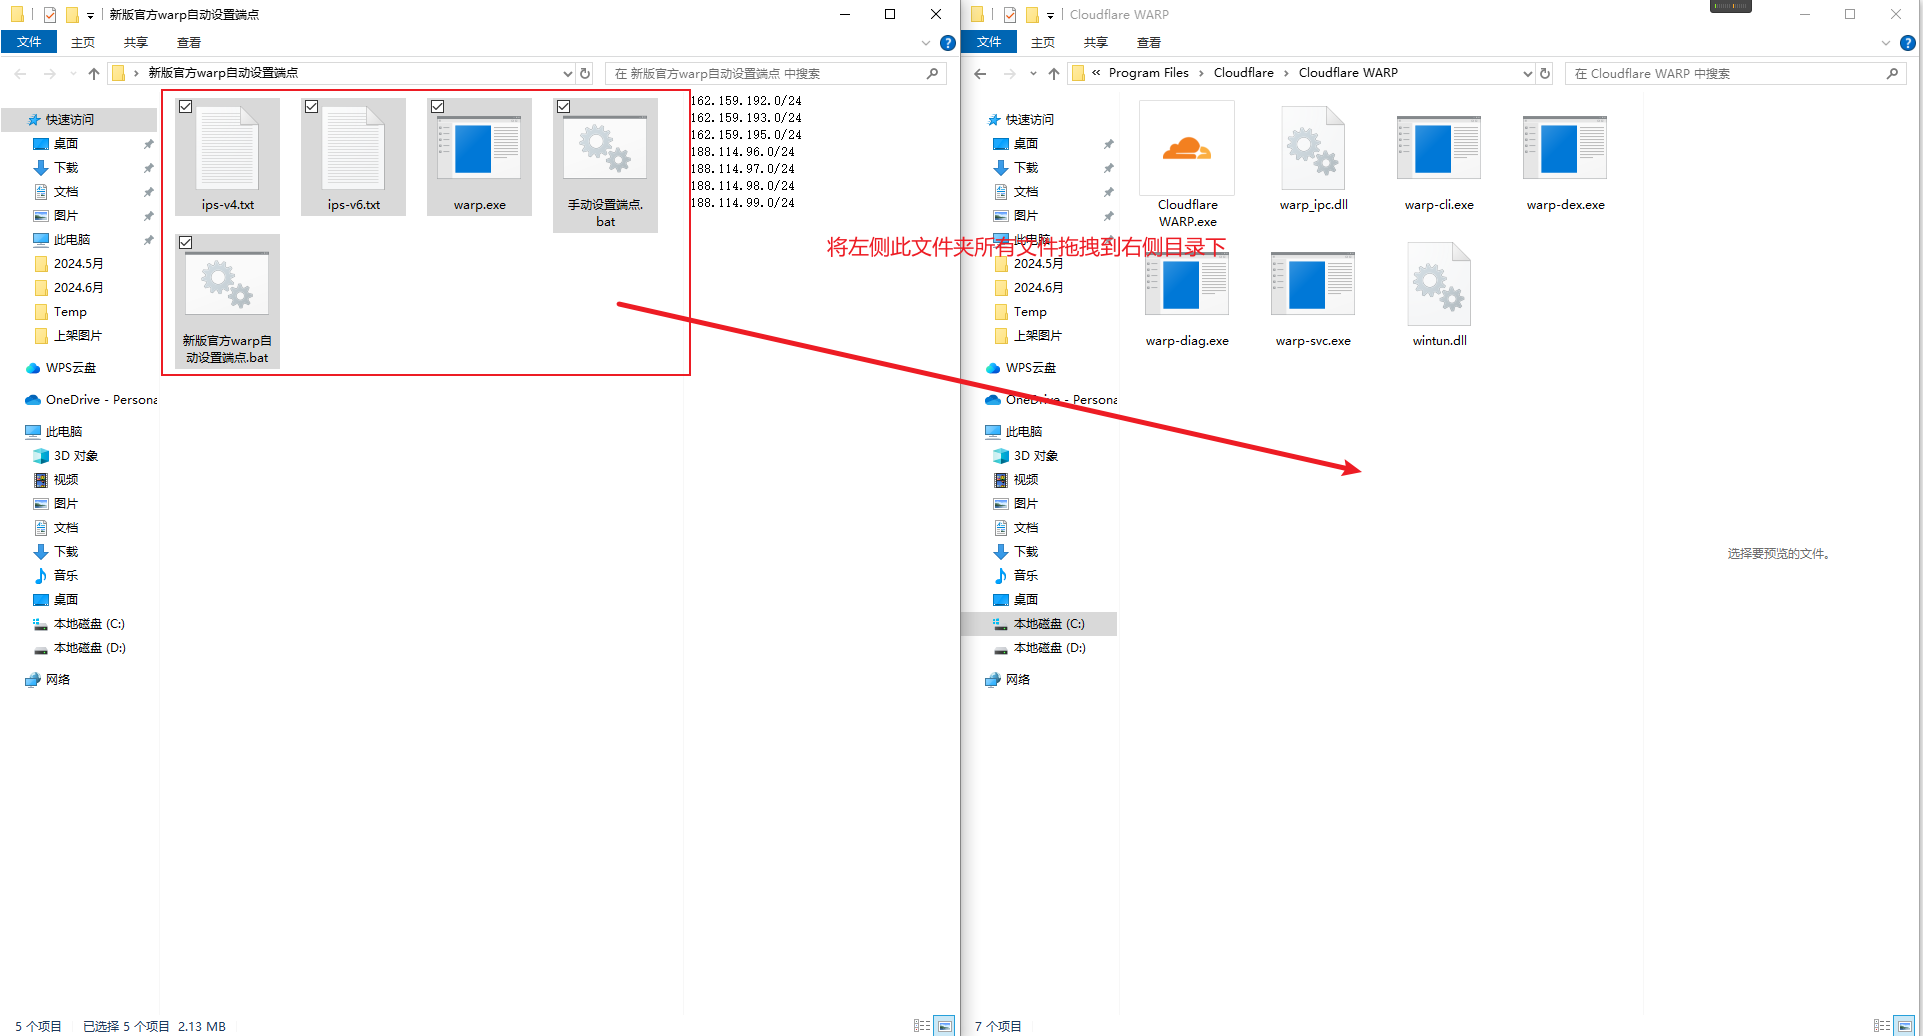 新版官方warp自动设置端点
文件 主页 共享 查看
新版官方warp自动设置端点
在 新版官方warp自动设置端点 中搜索
快速访问
桌面
下载
文档
图片
此电脑
2024.5月
2024.6月
Temp
上架图片
WPS云盘
OneDrive - Persona
此电脑
3D 对象
视频
图片
文档
下载
音乐
桌面
本地磁盘 (C:)
本地磁盘 (D:)
网络
ips-v4.txt
ips-v6.txt
warp.exe
手动设置端点.
bat
新版官方warp自
动设置端点.bat
162.159.192.0/24
162.159.193.0/24
162.159.195.0/24
188.114.96.0/24
188.114.97.0/24
188.114.98.0/24
188.114.99.0/24
5 个项目 已选择 5 个项目 2.13 MB
将左侧此文件夹所有文件拖拽到右侧目录下
Cloudflare WARP
文件 主页 共享 查看
« Program Files › Cloudflare › Cloudflare WARP
在 Cloudflare WARP 中搜索
快速访问
桌面
下载
文档
图片
此电脑
2024.5月
2024.6月
Temp
上架图片
WPS云盘
OneDrive - Persona
此电脑
3D 对象
视频
图片
文档
下载
音乐
桌面
本地磁盘 (C:)
本地磁盘 (D:)
网络
Cloudflare
WARP.exe
warp_ipc.dll
warp-cli.exe
warp-dex.exe
warp-diag.exe
warp-svc.exe
wintun.dll
选择要预览的文件。
7 个项目